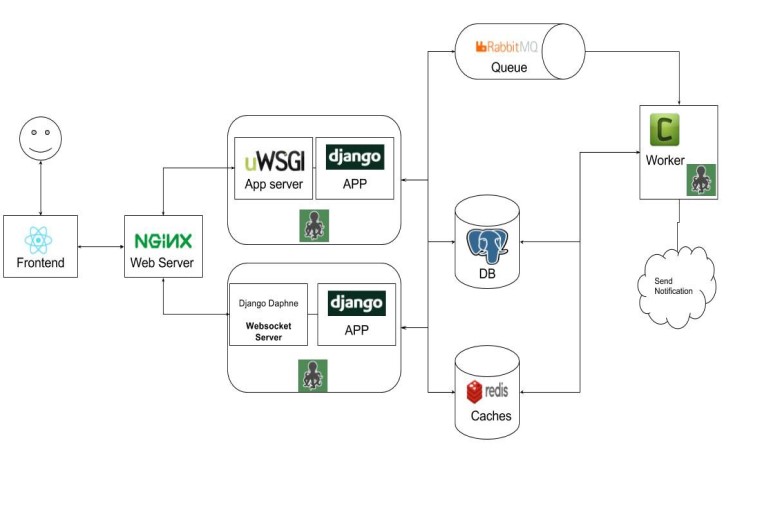 RabbitMQ
Queue
uWSGI
App server
django
APP
C
Worker
Frontend
NGiNX
Web Server
DB
Send
Notification
Django Daphne
Websocket
Server
django
APP
redis
Caches